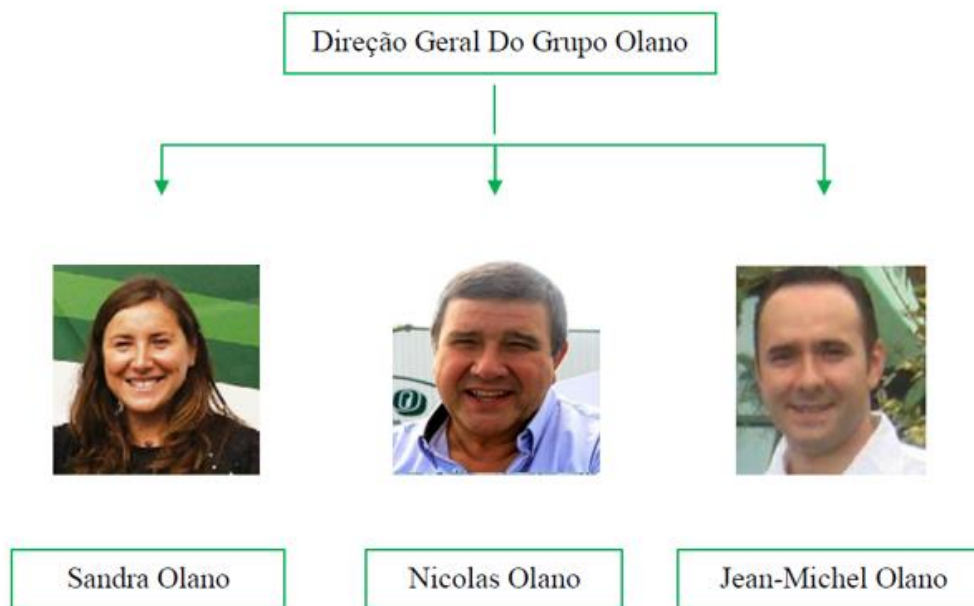 Direção Geral Do Grupo Olano
Sandra Olano
Nicolas Olano
Jean-Michel Olano